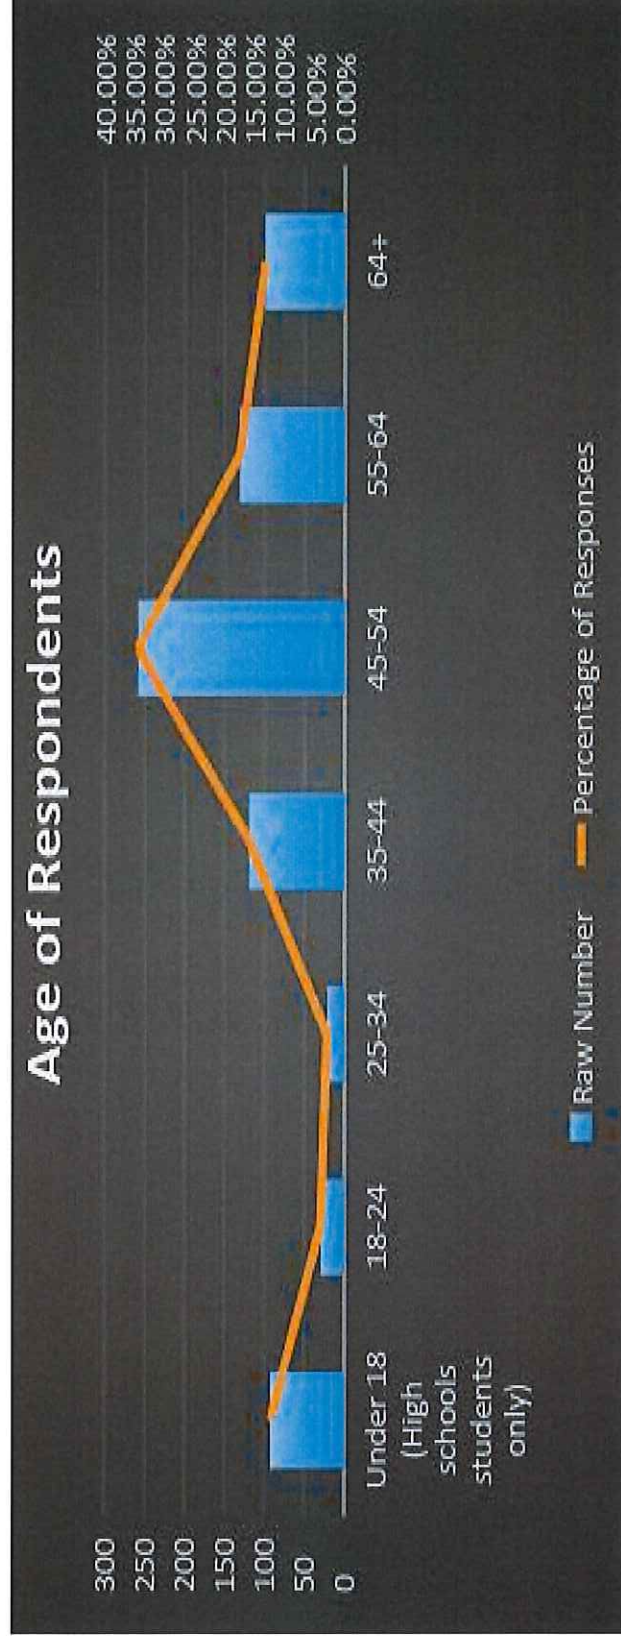 Age of Respondents
300
250
200
150
100
50
0
40.00%
35.00%
30.00%
25.00%
20.00%
15.00%
10.00%
5.00%
0.00%
Under 18
(High
schools
students
only)
18-24
25-34
35-44
45-54
55-64
64+
Raw Number
Percentage of Responses